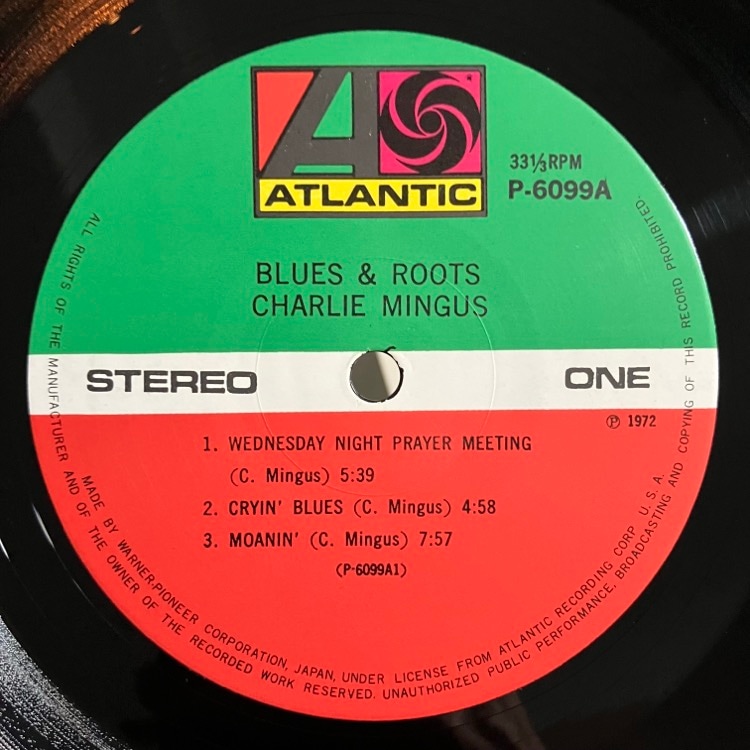 ATLANTIC
33⅓RPM
P-6099A
BLUES & ROOTS
CHARLIE MINGUS
STEREO
ONE
℗ 1972
1. WEDNESDAY NIGHT PRAYER MEETING
(C. Mingus) 5:39
2. CRYIN' BLUES (C. Mingus) 4:58
3. MOANIN' (C. Mingus) 7:57
(P-6099A1)
MADE BY WARNER-PIONEER CORPORATION, JAPAN, UNDER LICENSE FROM ATLANTIC RECORDING CORP. U. S. A.
ALL RIGHTS OF THE MANUFACTURER AND OF THE OWNER OF THE RECORDED WORK RESERVED. UNAUTHORIZED PUBLIC PERFORMANCE, BROADCASTING AND COPYING OF THIS RECORD PROHIBITED.